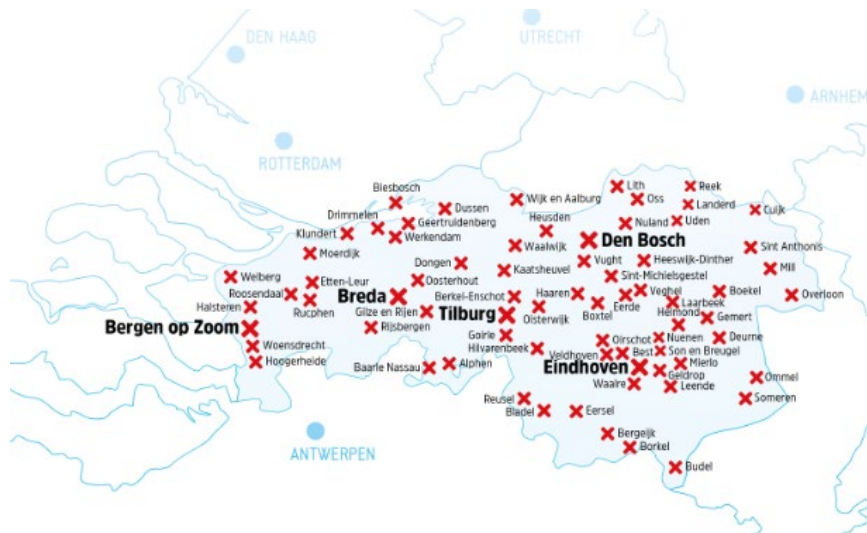 DEN HAAG
UTRECHT
ARNHEM
ROTTERDAM
Biesbosch
Lith
Reek
Wijk en Aalburg
Oss
Landerd
Dussen
Cuijk
Drimmelen
Heusden
Uden
Geertruidenberg
Nuland
Klundert
Werkendam
Den Bosch
Waalwijk
Sint Anthonis
Moerdijk
Dongen
Vught
Heeswijk-Dinther
Kaatsheuvel
Mill
Welberg
Sint-Michielsgestel
Etten-Leur
Oosterhout
Roosendaal
Breda
Berkel-Enschot
Haaren
Veghel
Boekel
Overloon
Halsteren
Rucphen
Gilze en Rijen
Tilburg
Oisterwijk
Boxtel
Eerde
Laarbeek
Helmond
Gemert
Bergen op Zoom
Rijsbergen
Goirle
Oirschot
Nuenen
Deurne
Woensdrecht
Hilvarenbeek
Veldhoven
Best
Son en Breugel
Hoogerheide
Baarle Nassau
Alphen
Eindhoven
Mierlo
Geldrop
Ommel
Waalre
Leende
Reusel
Someren
Bladel
Eersel
Bergeijk
Borkel
ANTWERPEN
Budel